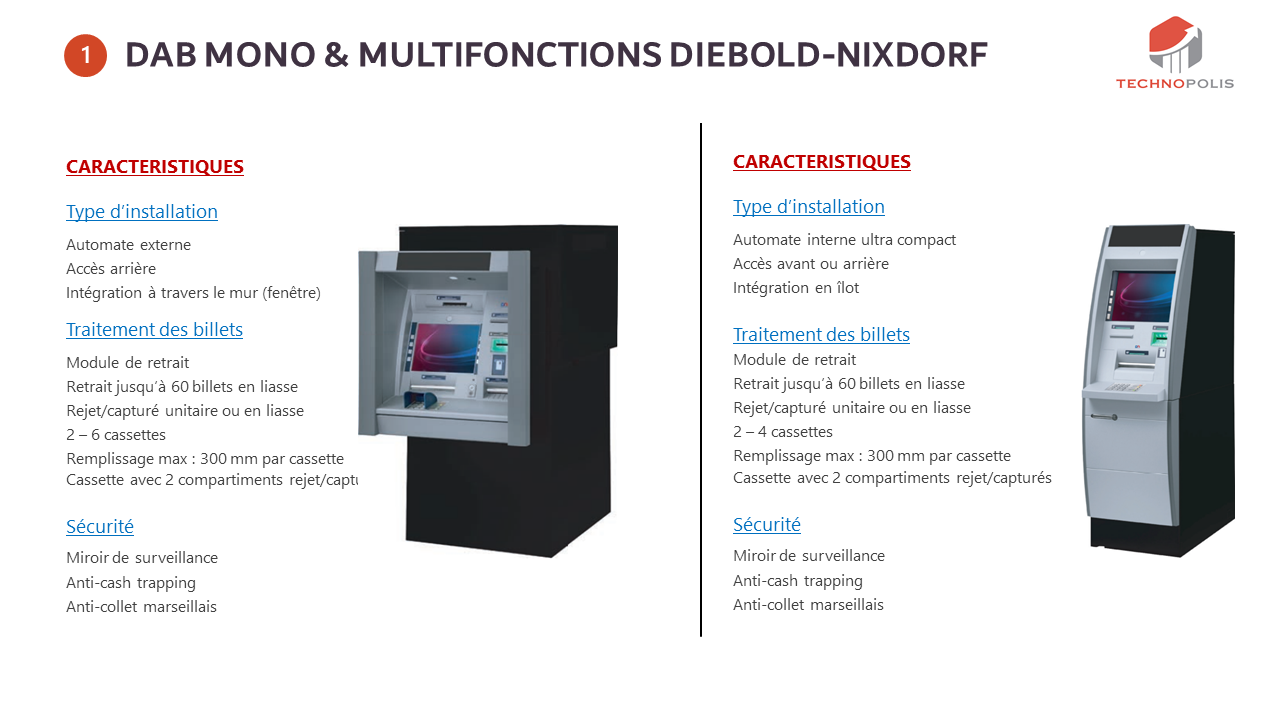 1 DAB MONO & MULTIFONCTIONS DIEBOLD-NIXDORF
TECHNOPOLIS
CARACTERISTIQUES
Type d’installation
Automate externe
Accès arrière
Intégration à travers le mur (fenêtre)
Traitement des billets
Module de retrait
Retrait jusqu’à 60 billets en liasse
Rejet/capturé unitaire ou en liasse
2 – 6 cassettes
Remplissage max : 300 mm par cassette
Cassette avec 2 compartiments rejet/captu
Sécurité
Miroir de surveillance
Anti-cash trapping
Anti-collet marseillais
CARACTERISTIQUES
Type d’installation
Automate interne ultra compact
Accès avant ou arrière
Intégration en îlot
Traitement des billets
Module de retrait
Retrait jusqu’à 60 billets en liasse
Rejet/capturé unitaire ou en liasse
2 – 4 cassettes
Remplissage max : 300 mm par cassette
Cassette avec 2 compartiments rejet/capturés
Sécurité
Miroir de surveillance
Anti-cash trapping
Anti-collet marseillais